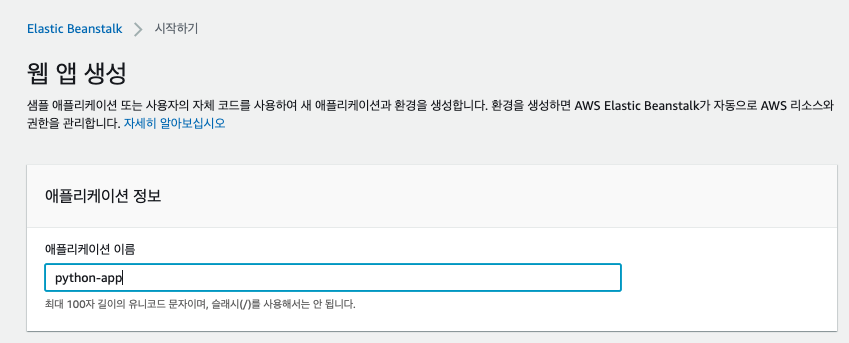 Elastic Beanstalk > 시작하기
웹 앱 생성
샘플 애플리케이션 또는 사용자의 자체 코드를 사용하여 새 애플리케이션과 환경을 생성합니다. 환경을 생성하면 AWS Elastic Beanstalk가 자동으로 AWS 리소스와
권한을 관리합니다. 자세히 알아보십시오
애플리케이션 정보
애플리케이션 이름
python-app
최대 100자 길이의 유니코드 문자이며, 슬래시(/)를 사용해서는 안 됩니다.